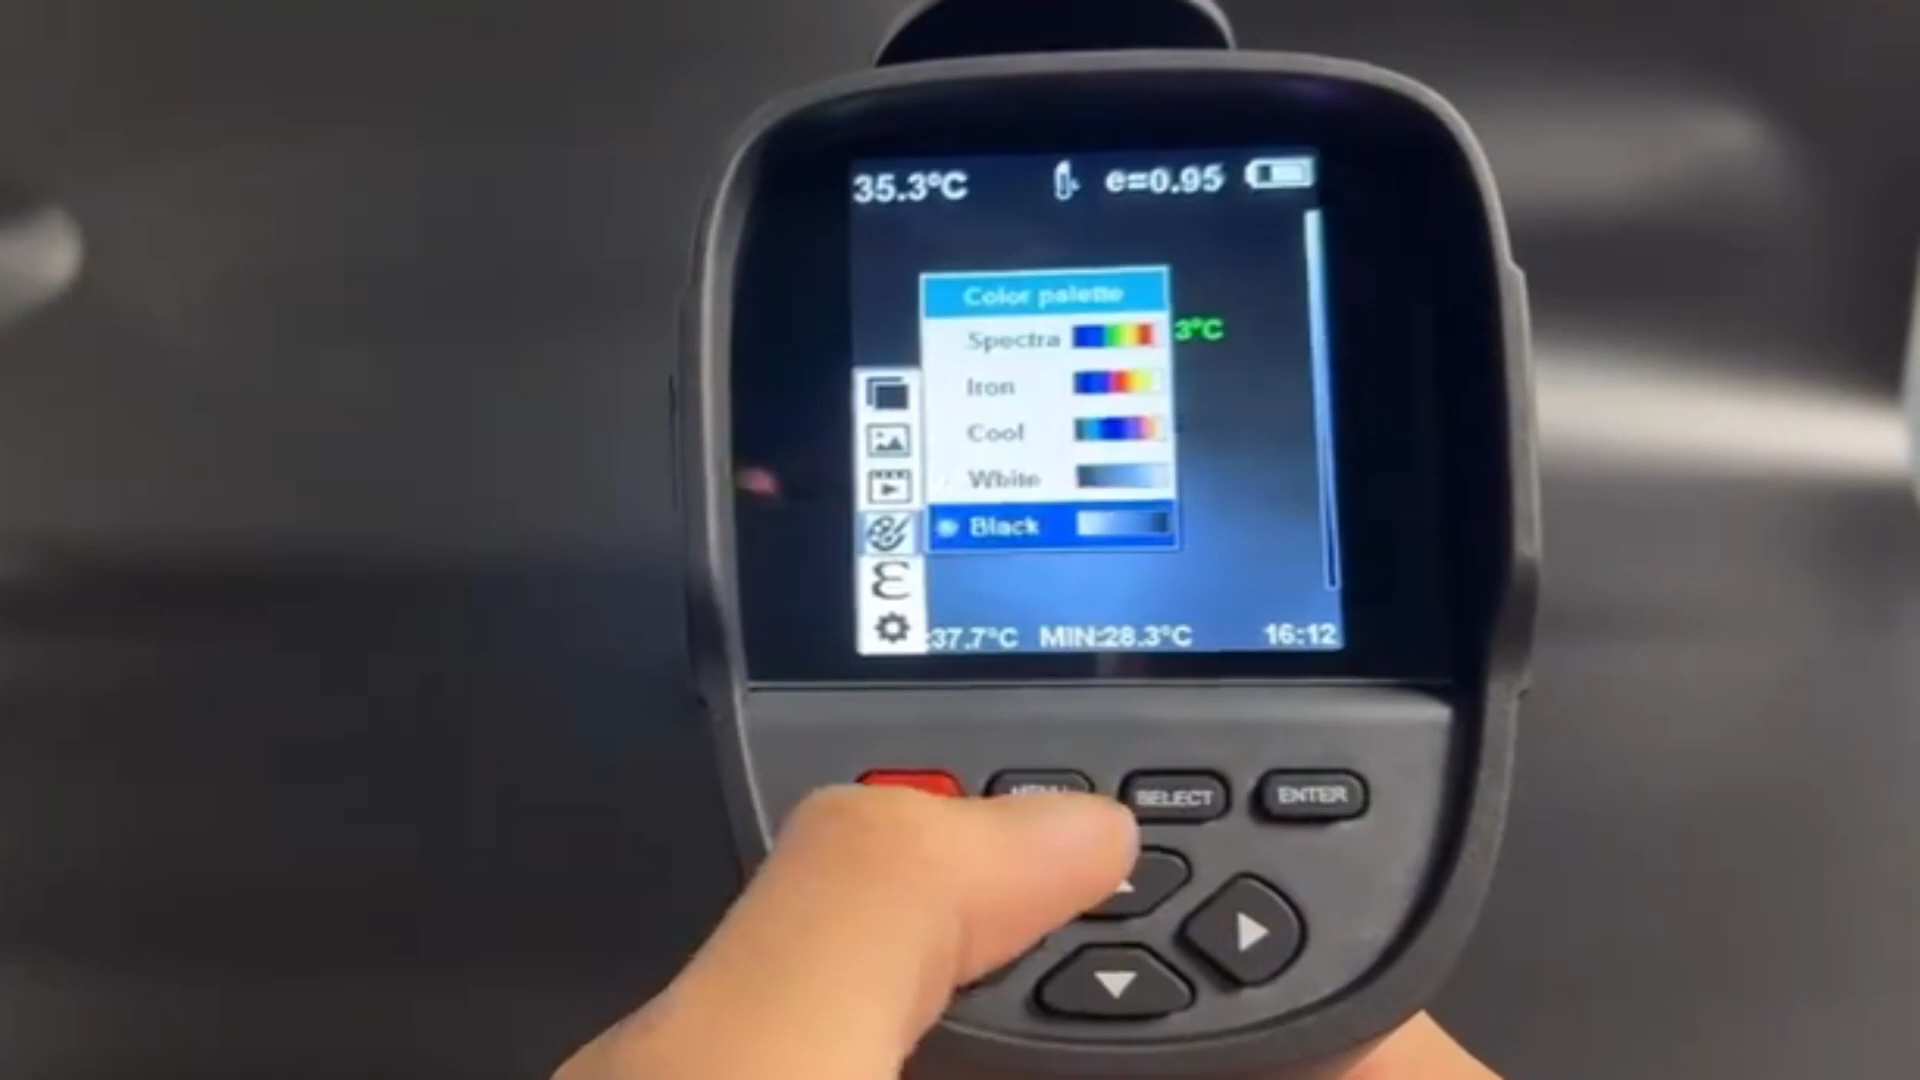 35.3°C e=0.95
Color palette
Spectra
3°C
Iron
Cool
White
Black
ε
:37.7°C MIN:28.3°C 16:12
MENU SELECT ENTER